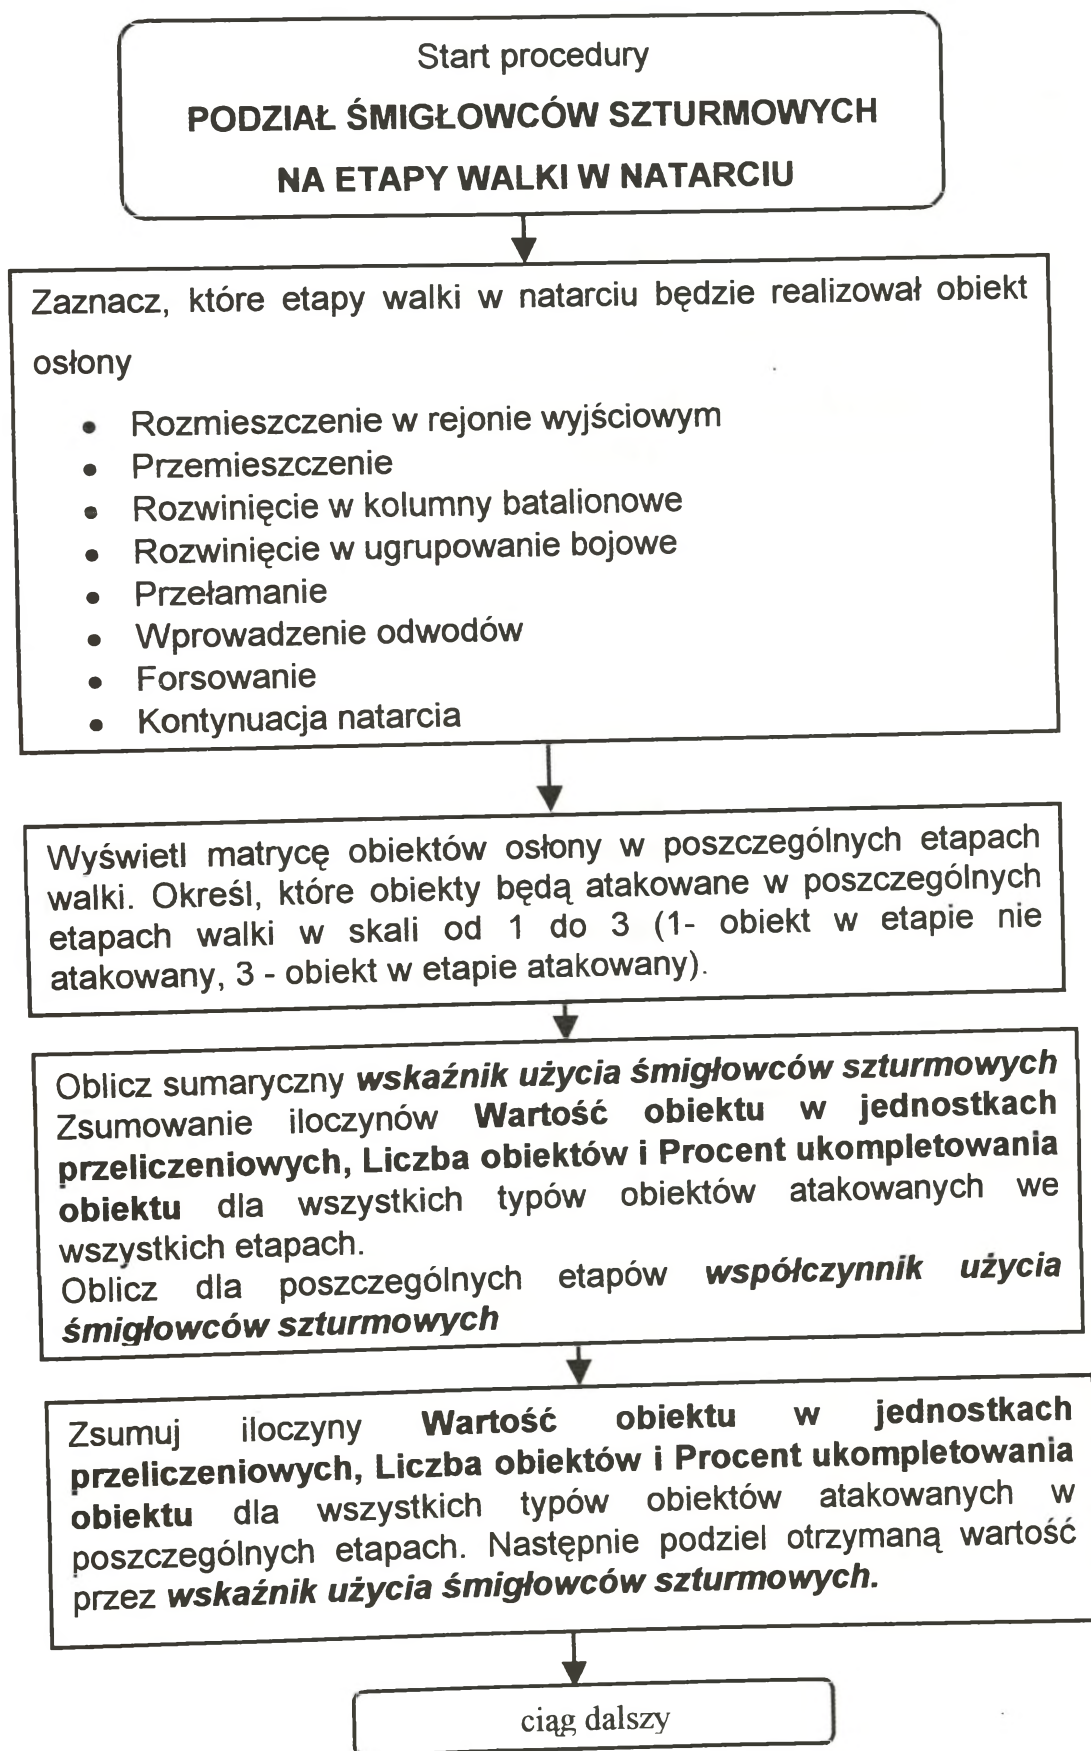 Start procedury
PODZIAŁ ŚMIGŁOWCÓW SZTURMOWYCH
NA ETAPY WALKI W NATARCIU
Zaznacz, które etapy walki w natarciu będzie realizował obiekt
osłony
• Rozmieszczenie w rejonie wyjściowym
• Przemieszczenie
• Rozwinięcie w kolumny batalionowe
• Rozwinięcie w ugrupowanie bojowe
• Przełamanie
• Wprowadzenie odwodów
• Forsowanie
• Kontynuacja natarcia
Wyświetl matrycę obiektów osłony w poszczególnych etapach
walki. Określ, które obiekty będą atakowane w poszczególnych
etapach walki w skali od 1 do 3 (1- obiekt w etapie nie
atakowany, 3 - obiekt w etapie atakowany).
Oblicz sumaryczny wskaźnik użycia śmigłowców szturmowych
Zsumowanie iloczynów Wartość obiektu w jednostkach
przeliczeniowych, Liczba obiektów i Procent ukompletowania
obiektu dla wszystkich typów obiektów atakowanych we
wszystkich etapach.
Oblicz dla poszczególnych etapów współczynnik użycia
śmigłowców szturmowych
Zsumuj iloczyny Wartość obiektu w jednostkach
przeliczeniowych, Liczba obiektów i Procent ukompletowania
obiektu dla wszystkich typów obiektów atakowanych w
poszczególnych etapach. Następnie podziel otrzymaną wartość
przez wskaźnik użycia śmigłowców szturmowych.
ciąg dalszy